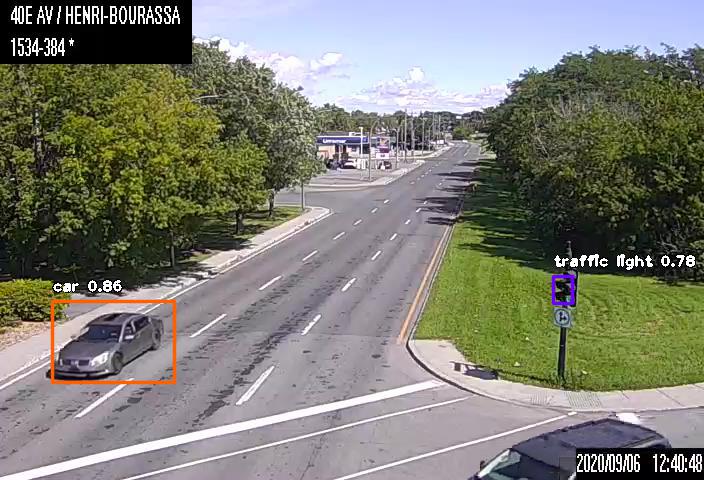 40E AV / HENRI-BOURASSA
1534-384 *
traffic light 0.78
car 0.86
2020/09/06 12:40:48